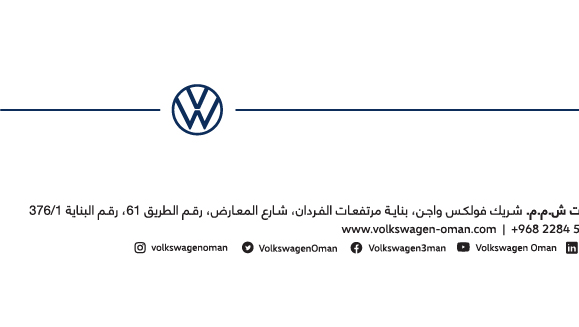 ش.م.م. شريك فولكس واجن، بناية مرتفعات الفردان، شارع المعارض، رقم الطريق 61، رقم البناية 376/1
www.volkswagen-oman.com | +968 2284 5
volkswagenoman VolkswagenOman Volkswagen3man Volkswagen Oman